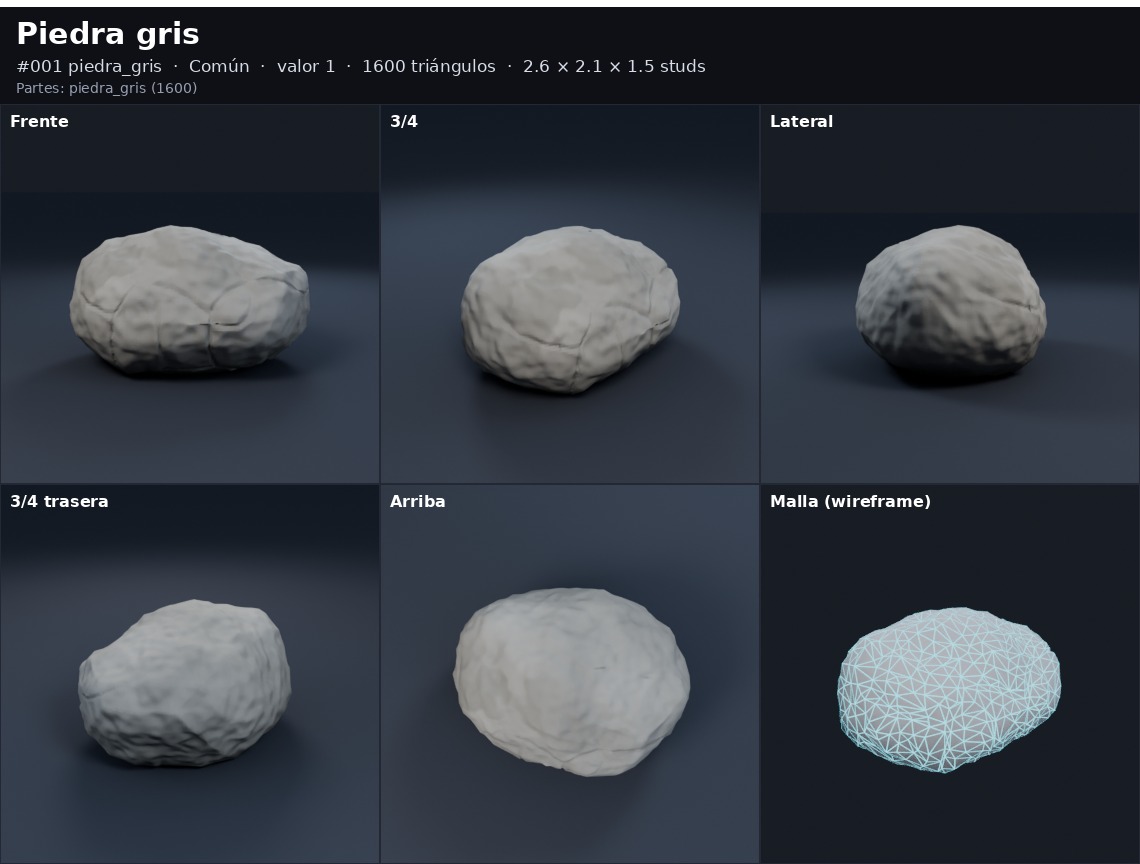 Piedra gris
#001 piedra_gris · Común · valor 1 · 1600 triángulos · 2.6 × 2.1 × 1.5 studs
Partes: piedra_gris (1600)
Frente
3/4
Lateral
3/4 trasera
Arriba
Malla (wireframe)